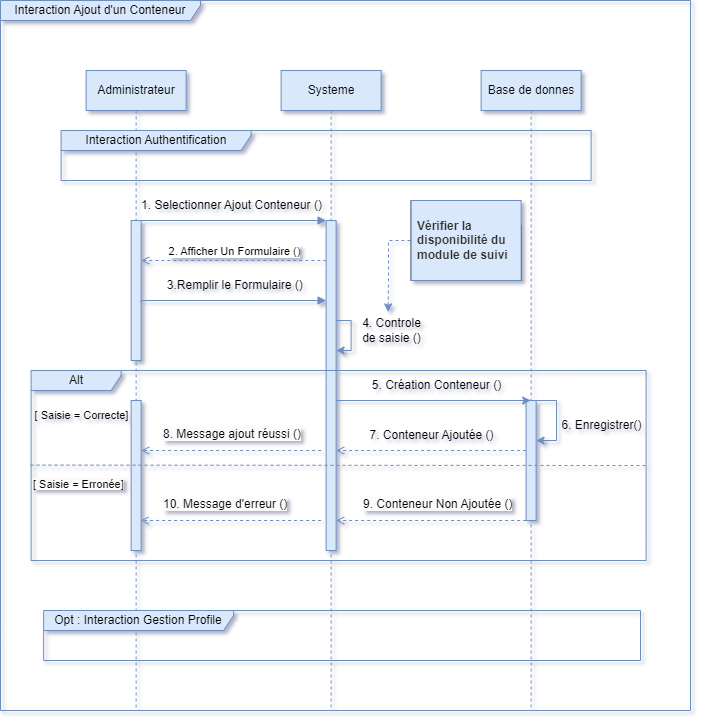 Interaction Ajout d'un Conteneur
Administrateur
Systeme
Base de donnes
Interaction Authentification
1. Selectionner Ajout Conteneur ()
Vérifier la
disponibilité du
module de suivi
2. Afficher Un Formulaire ()
3.Remplir le Formulaire ()
4. Controle
de saisie ()
Alt
5. Création Conteneur ()
[ Saisie = Correcte]
6. Enregistrer()
8. Message ajout réussi ()
7. Conteneur Ajoutée ()
[ Saisie = Erronée]
10. Message d'erreur ()
9. Conteneur Non Ajoutée ()
Opt : Interaction Gestion Profile